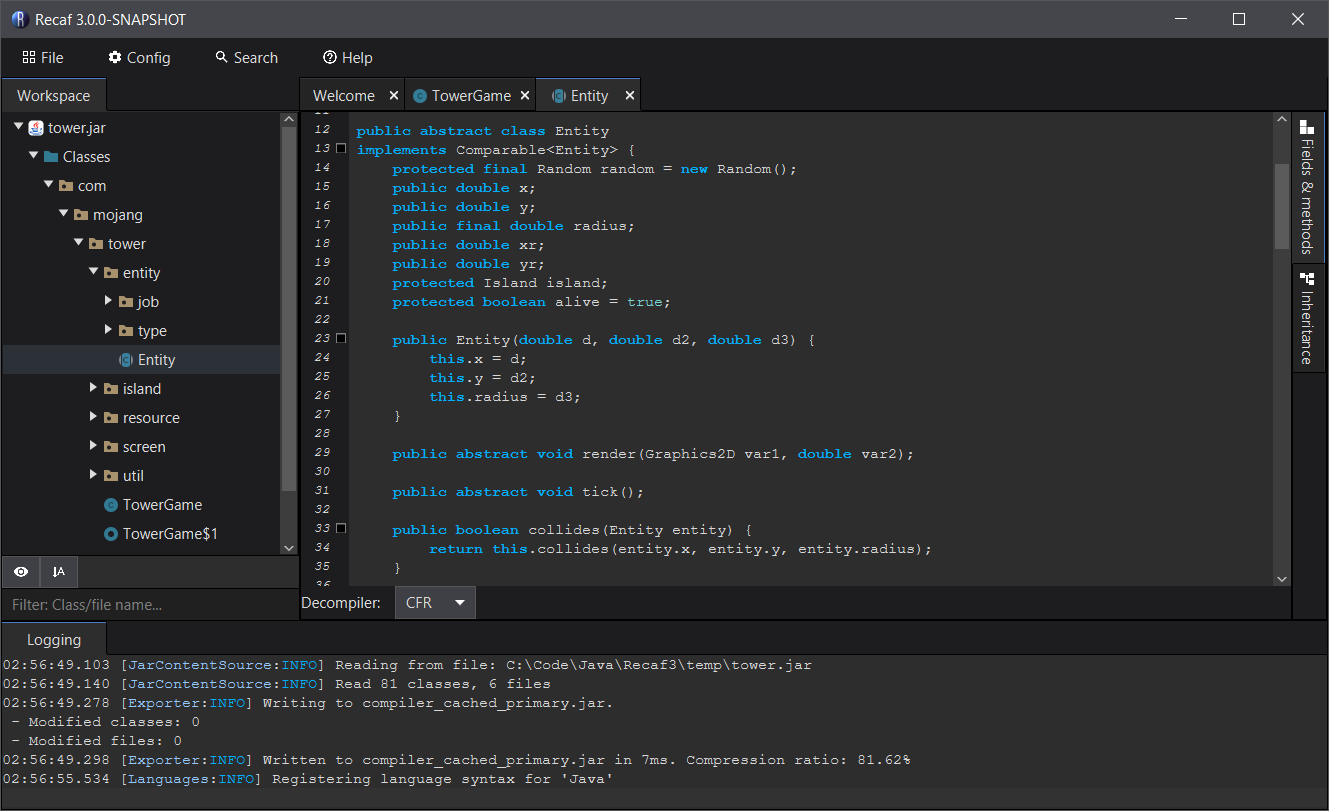 Recaf 3.0.0-SNAPSHOT
File Config Search Help
Workspace
tower.jar
Classes
com
mojang
tower
entity
job
type
Entity
island
resource
screen
util
TowerGame
TowerGame$1
Filter: Class/file name...
Welcome TowerGame Entity
12 public abstract class Entity
13 implements Comparable<Entity> {
14 protected final Random random = new Random();
15 public double x;
16 public double y;
17 public final double radius;
18 public double xr;
19 public double yr;
20 protected Island island;
21 protected boolean alive = true;
22
23 public Entity(double d, double d2, double d3) {
24 this.x = d;
25 this.y = d2;
26 this.radius = d3;
27 }
28
29 public abstract void render(Graphics2D var1, double var2);
30
31 public abstract void tick();
32
33 public boolean collides(Entity entity) {
34 return this.collides(entity.x, entity.y, entity.radius);
35 }
36
Decompiler: CFR
Fields & methods
Inheritance
Logging
02:56:49.103 [JarContentSource:INFO] Reading from file: C:\Code\Java\Recaf3\temp\tower.jar
02:56:49.140 [JarContentSource:INFO] Read 81 classes, 6 files
02:56:49.278 [Exporter:INFO] Writing to compiler_cached_primary.jar.
- Modified classes: 0
- Modified files: 0
02:56:49.298 [Exporter:INFO] Written to compiler_cached_primary.jar in 7ms. Compression ratio: 81.62%
02:56:55.534 [Languages:INFO] Registering language syntax for 'Java'